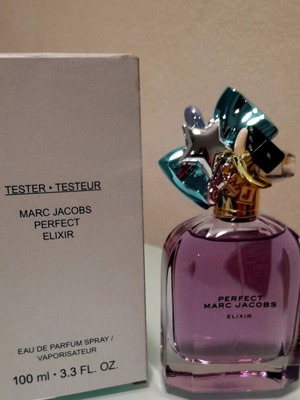 TESTER • TESTEUR
MARC JACOBS
PERFECT
ELIXIR
EAU DE PARFUM SPRAY /
VAPORISATEUR
100 ml • 3.3 FL. OZ.
PERFECT
MARC JACOBS
ELIXIR